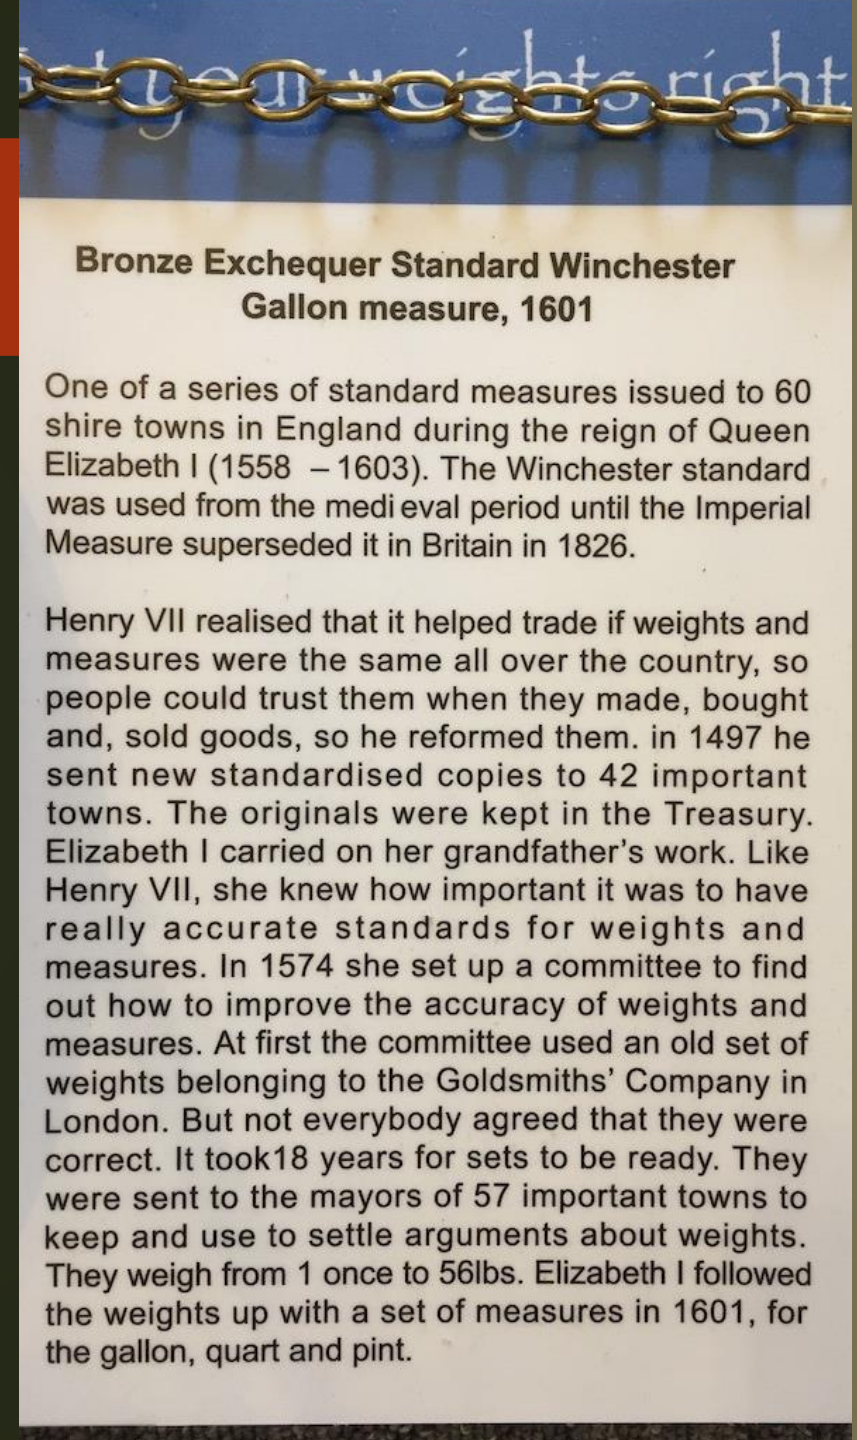 your weights right
Bronze Exchequer Standard Winchester
Gallon measure, 1601
One of a series of standard measures issued to 60
shire towns in England during the reign of Queen
Elizabeth I (1558 – 1603). The Winchester standard
was used from the medieval period until the Imperial
Measure superseded it in Britain in 1826.
Henry VII realised that it helped trade if weights and
measures were the same all over the country, so
people could trust them when they made, bought
and, sold goods, so he reformed them. in 1497 he
sent new standardised copies to 42 important
towns. The originals were kept in the Treasury.
Elizabeth I carried on her grandfather’s work. Like
Henry VII, she knew how important it was to have
really accurate standards for weights and
measures. In 1574 she set up a committee to find
out how to improve the accuracy of weights and
measures. At first the committee used an old set of
weights belonging to the Goldsmiths’ Company in
London. But not everybody agreed that they were
correct. It took18 years for sets to be ready. They
were sent to the mayors of 57 important towns to
keep and use to settle arguments about weights.
They weigh from 1 once to 56lbs. Elizabeth I followed
the weights up with a set of measures in 1601, for
the gallon, quart and pint.